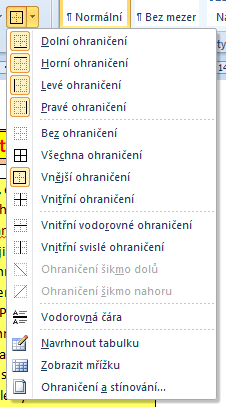 ¶ Normální ¶ Bez mezer
Dolní ohraničení
Horní ohraničení
Levé ohraničení
Pravé ohraničení
Bez ohraničení
Všechna ohraničení
Vnější ohraničení
Vnitřní ohraničení
Vnitřní vodorovné ohraničení
Vnitřní svislé ohraničení
Ohraničení šikmo dolů
Ohraničení šikmo nahoru
Vodorovná čára
Navrhnout tabulku
Zobrazit mřížku
Ohraničení a stínování...